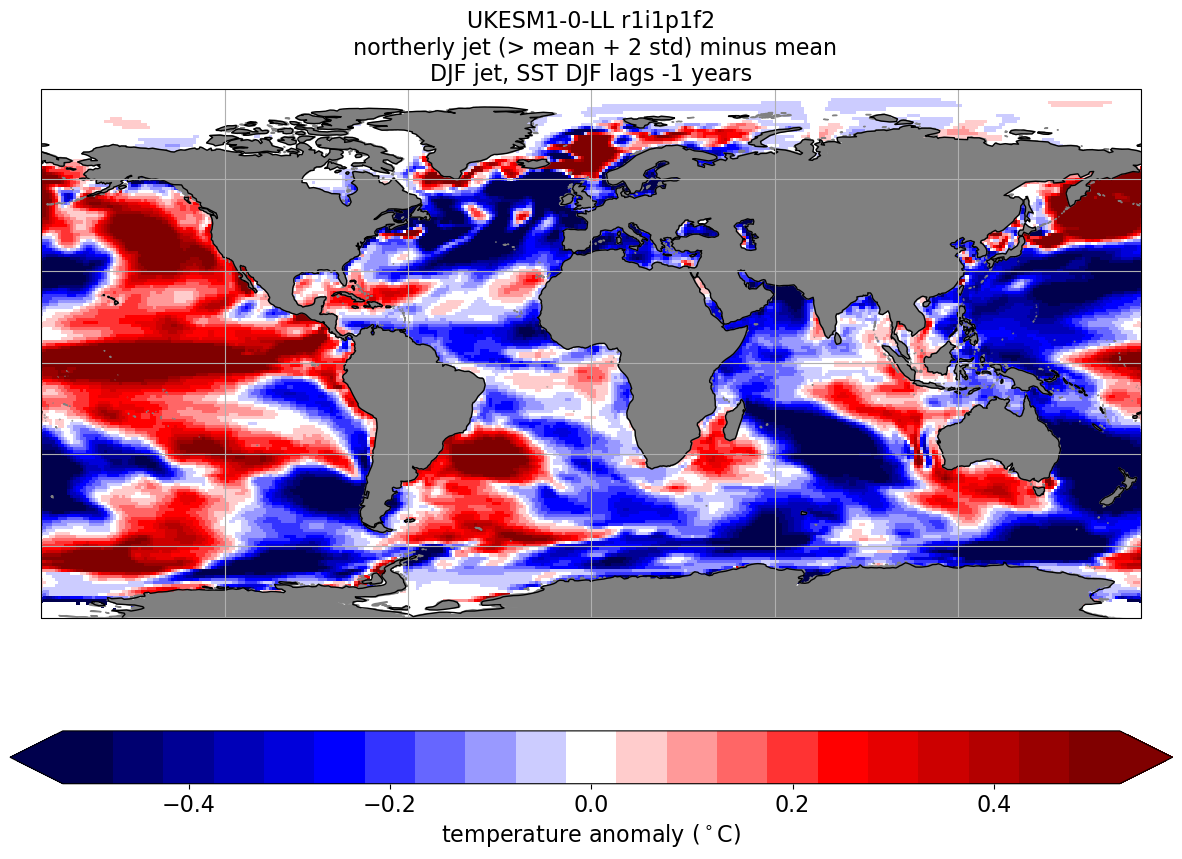 UKESM1-0-LL r1i1p1f2
northerly jet (> mean + 2 std) minus mean
DJF jet, SST DJF lags -1 years
−0.4 −0.2 0.0 0.2 0.4
temperature anomaly (°C)